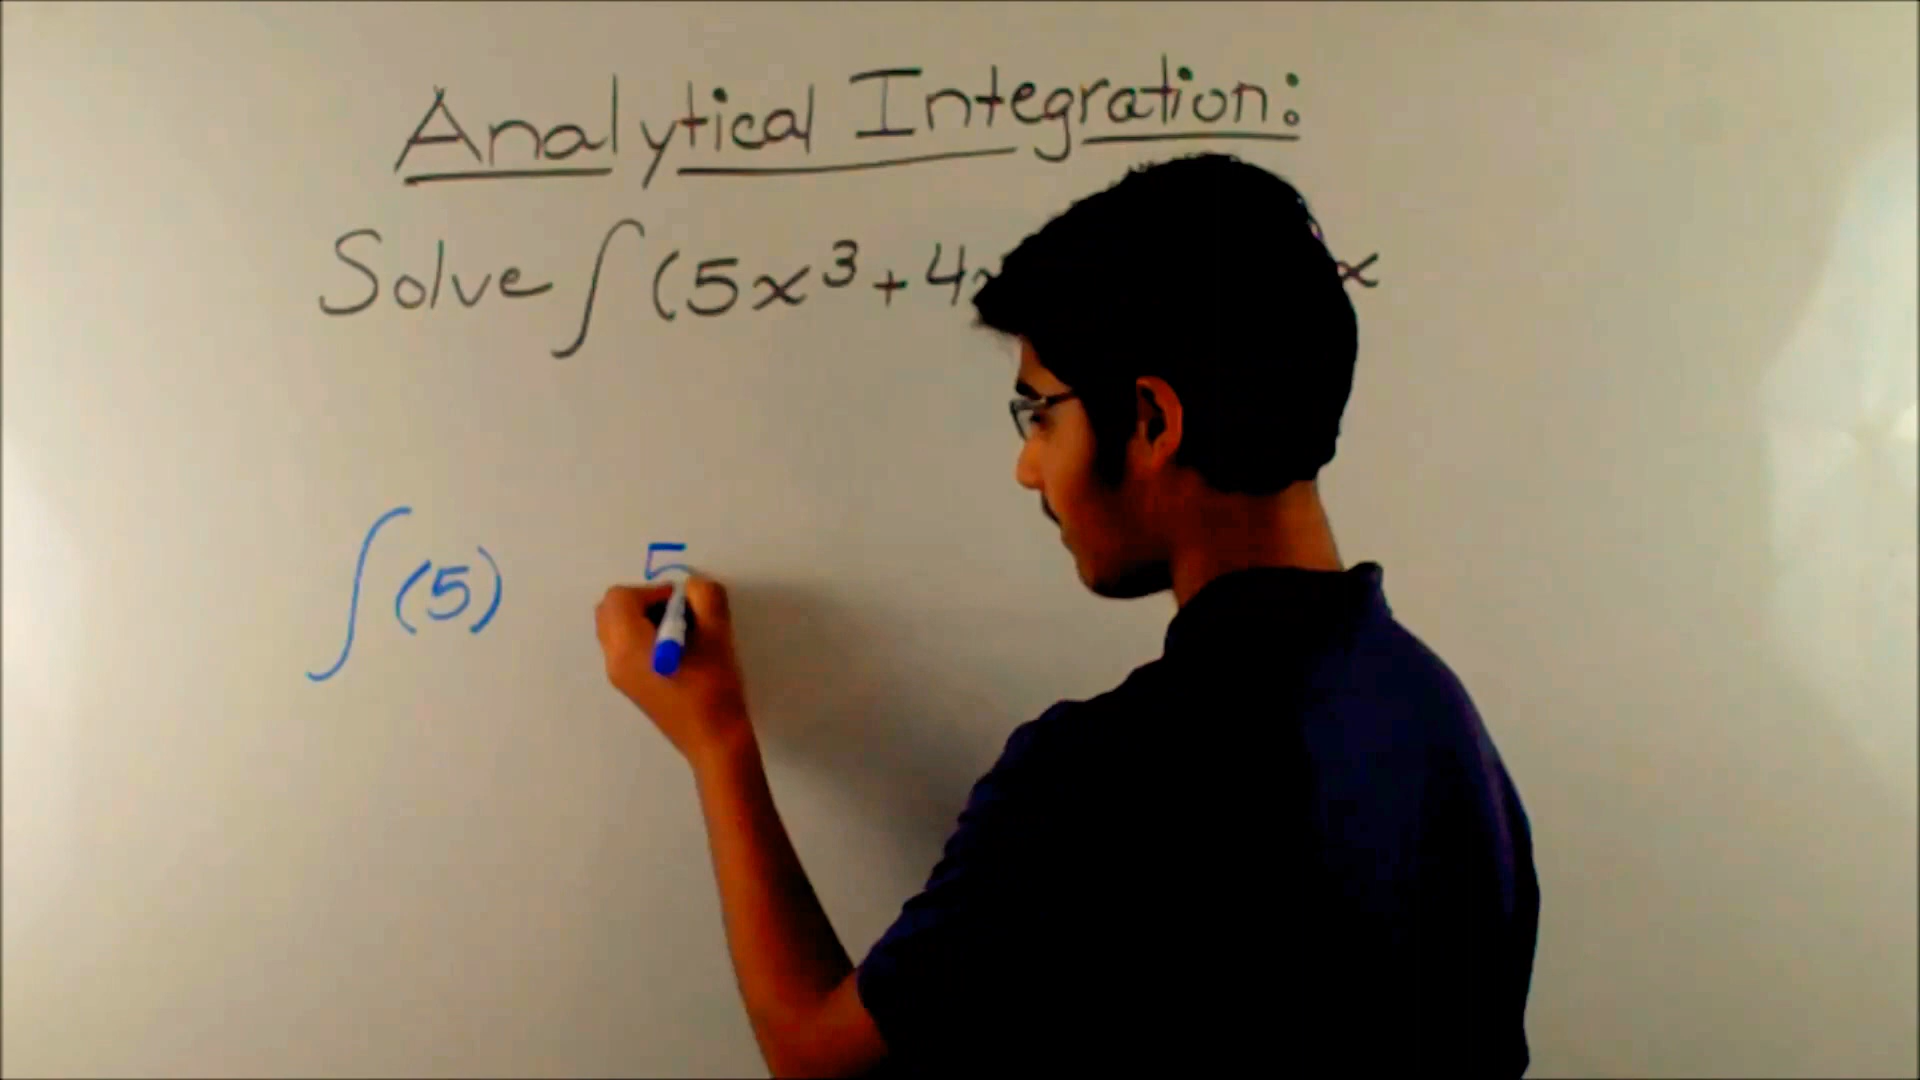 Analytical Integration:
Solve ∫(5x³+4x
∫(5) 5